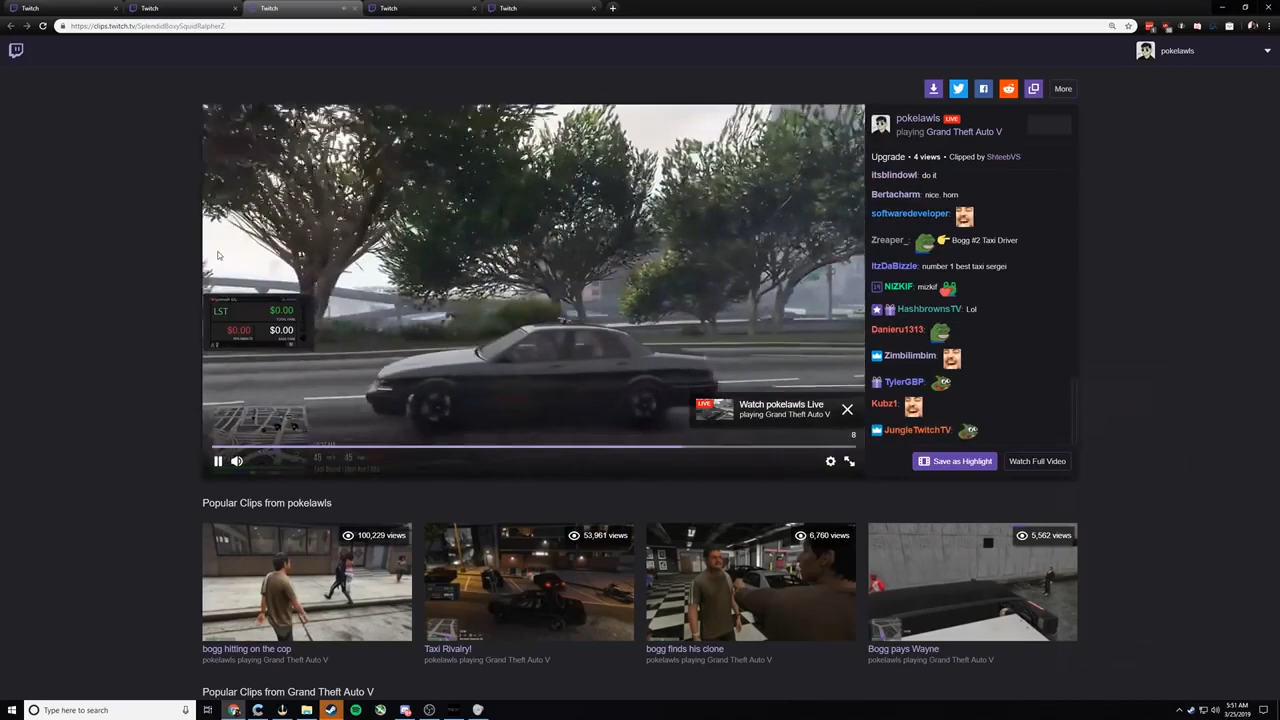 Twitch
Twitch
Twitch
Twitch
Twitch
https://clips.twitch.tv/SplendidBoxySquidRalpherZ
pokelawls
More
pokelawls LIVE
playing Grand Theft Auto V
Upgrade • 4 views • Clipped by ShteebVS
itsblindowl: do it
Bertacharm: nice. horn
softwaredeveloper:
Zreaper_: Bogg #2 Taxi Driver
ItzDaBizzle: number 1 best taxi sergei
NIZKIF: mizkif
HashbrownsTV: Lol
Danieru1313:
Zimbilimbim:
TylerGBP:
Kubz1:
JungleTwitchTV:
LST $0.00
TOTAL FARE
$0.00 $0.00
LIVE
Watch pokelawls Live
playing Grand Theft Auto V
8
Save as Highlight
Watch Full Video
Popular Clips from pokelawls
100,229 views
53,961 views
6,760 views
5,562 views
bogg hitting on the cop
pokelawls playing Grand Theft Auto V
Taxi Rivalry!
pokelawls playing Grand Theft Auto V
bogg finds his clone
pokelawls playing Grand Theft Auto V
Bogg pays Wayne
pokelawls playing Grand Theft Auto V
Popular Clips from Grand Theft Auto V
Type here to search
5:51 AM
3/25/2019